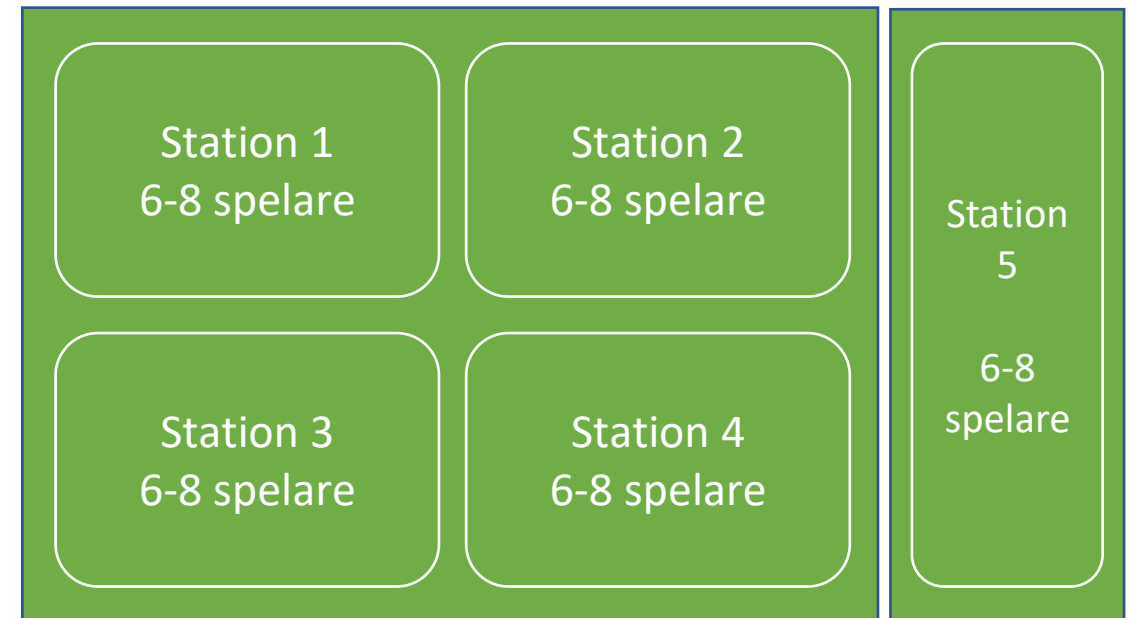 Station 1
6-8 spelare
Station 2
6-8 spelare
Station 3
6-8 spelare
Station 4
6-8 spelare
Station
5
6-8
spelare